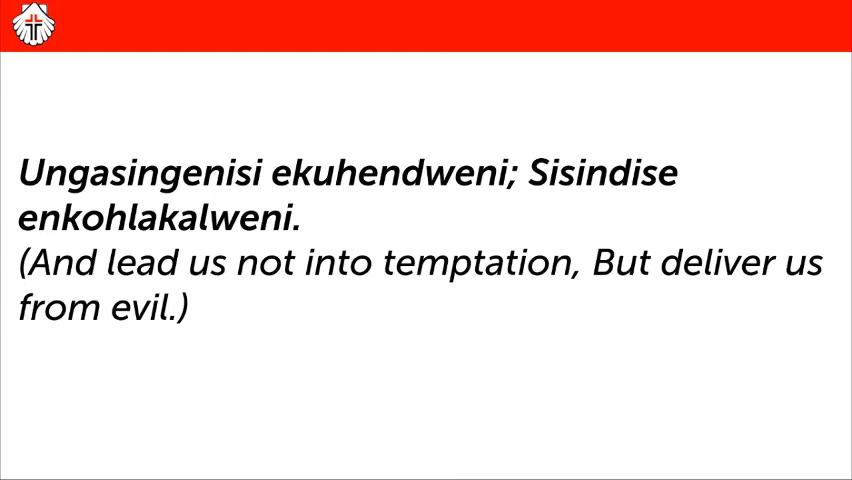 Ungasingenisi ekuhendweni; Sisindise
enkohlakalweni.
(And lead us not into temptation, But deliver us
from evil.)